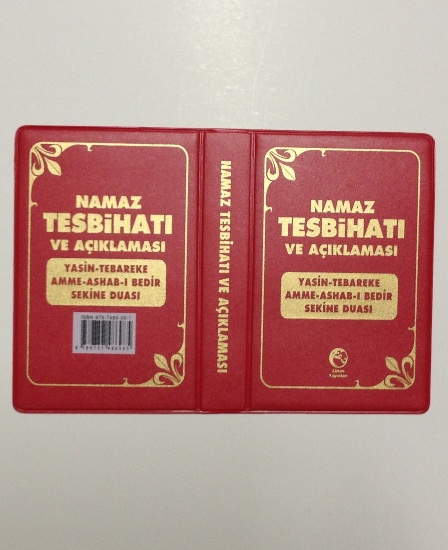 NAMAZ
TESBİHATI
VE AÇIKLAMASI
YASİN-TEBAREKE
AMME-ASHAB-I BEDİR
SEKİNE DUASI
NAMAZ TESBİHATI VE AÇIKLAMASI
NAMAZ
TESBİHATI
VE AÇIKLAMASI
YASİN-TEBAREKE
AMME-ASHAB-I BEDİR
SEKİNE DUASI